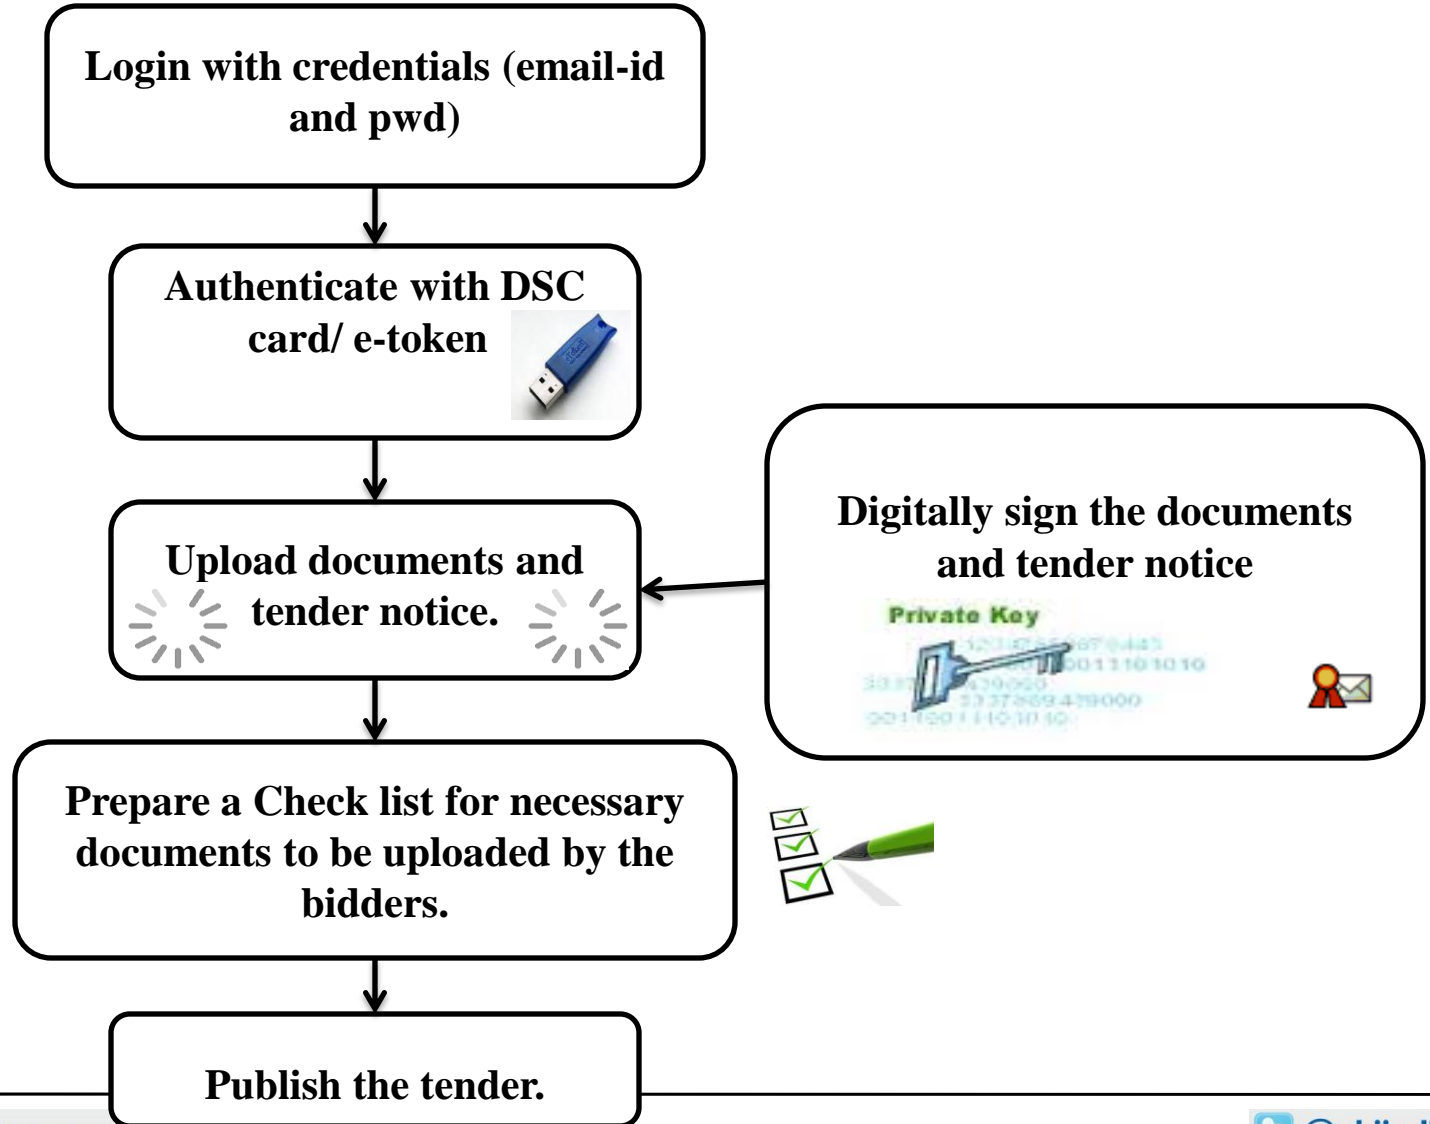 Login with credentials (email-id
and pwd)
Authenticate with DSC
card/ e-token
Upload documents and
tender notice.
Digitally sign the documents
and tender notice
Private Key
Prepare a Check list for necessary
documents to be uploaded by the
bidders.
Publish the tender.